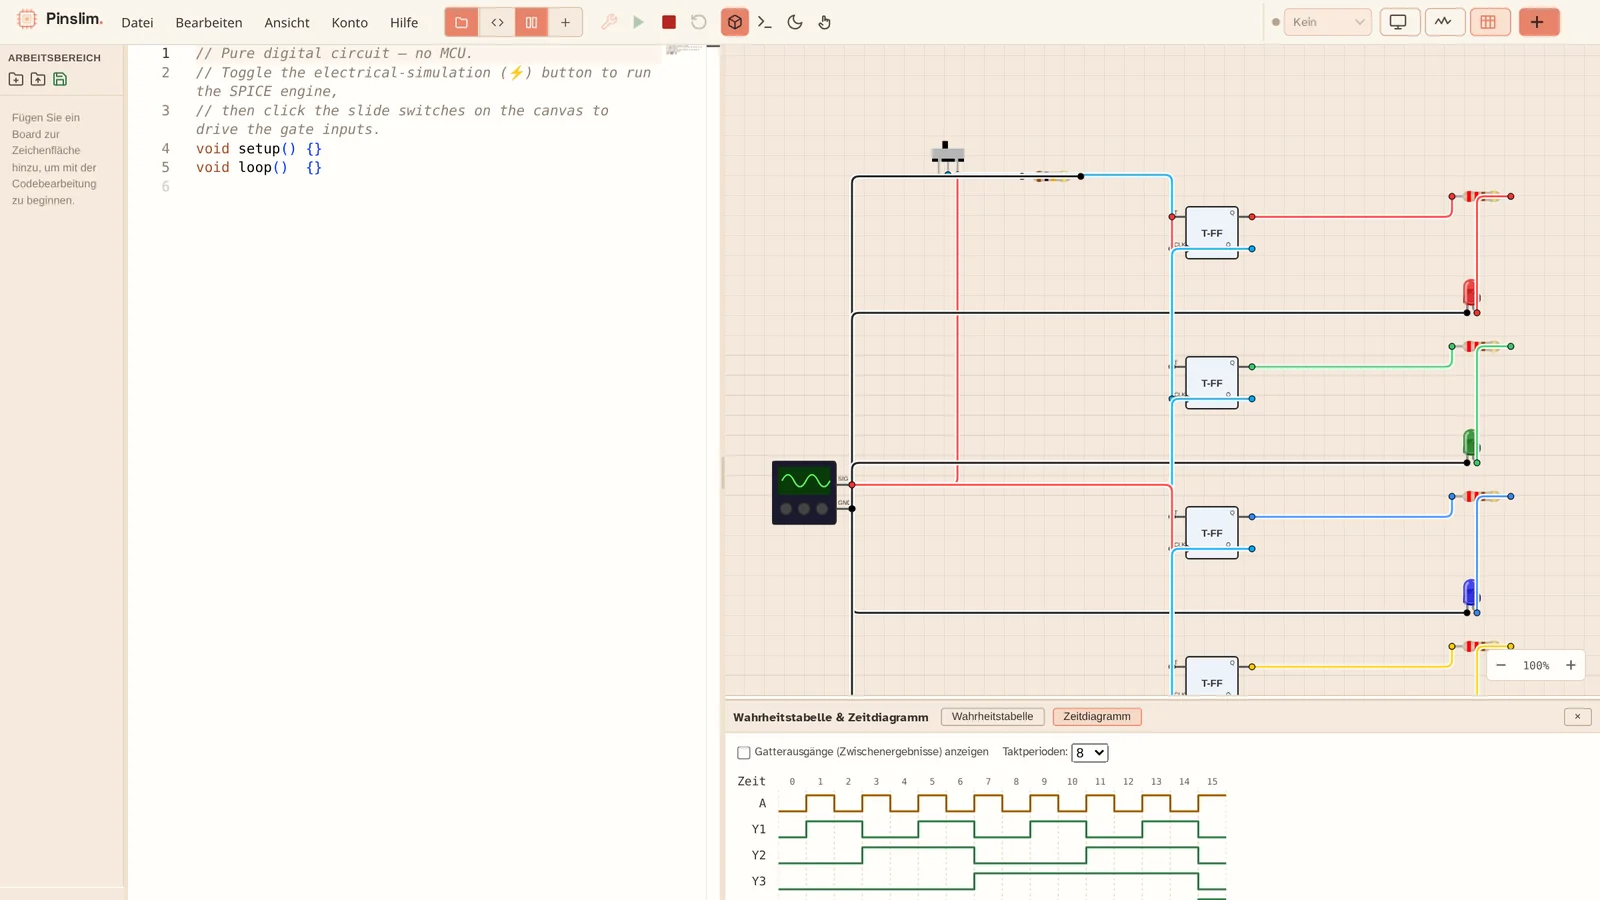 Pinslim.
Datei Bearbeiten Ansicht Konto Hilfe
Kein
ARBEITSBEREICH
Fügen Sie ein
Board zur
Zeichenfläche
hinzu, um mit der
Codebearbeitung
zu beginnen.
1 // Pure digital circuit — no MCU.
2 // Toggle the electrical-simulation (⚡) button to run
the SPICE engine,
3 // then click the slide switches on the canvas to
drive the gate inputs.
4 void setup() {}
5 void loop()  {}
6
Q
T-FF
Q
T-FF
SIG
GND
Q
T-FF
Q
T-FF
100%
Wahrheitstabelle & Zeitdiagramm Wahrheitstabelle Zeitdiagramm ×
Gatterausgänge (Zwischenergebnisse) anzeigen Taktperioden: 8
Zeit 0 1 2 3 4 5 6 7 8 9 10 11 12 13 14 15
A
Y1
Y2
Y3